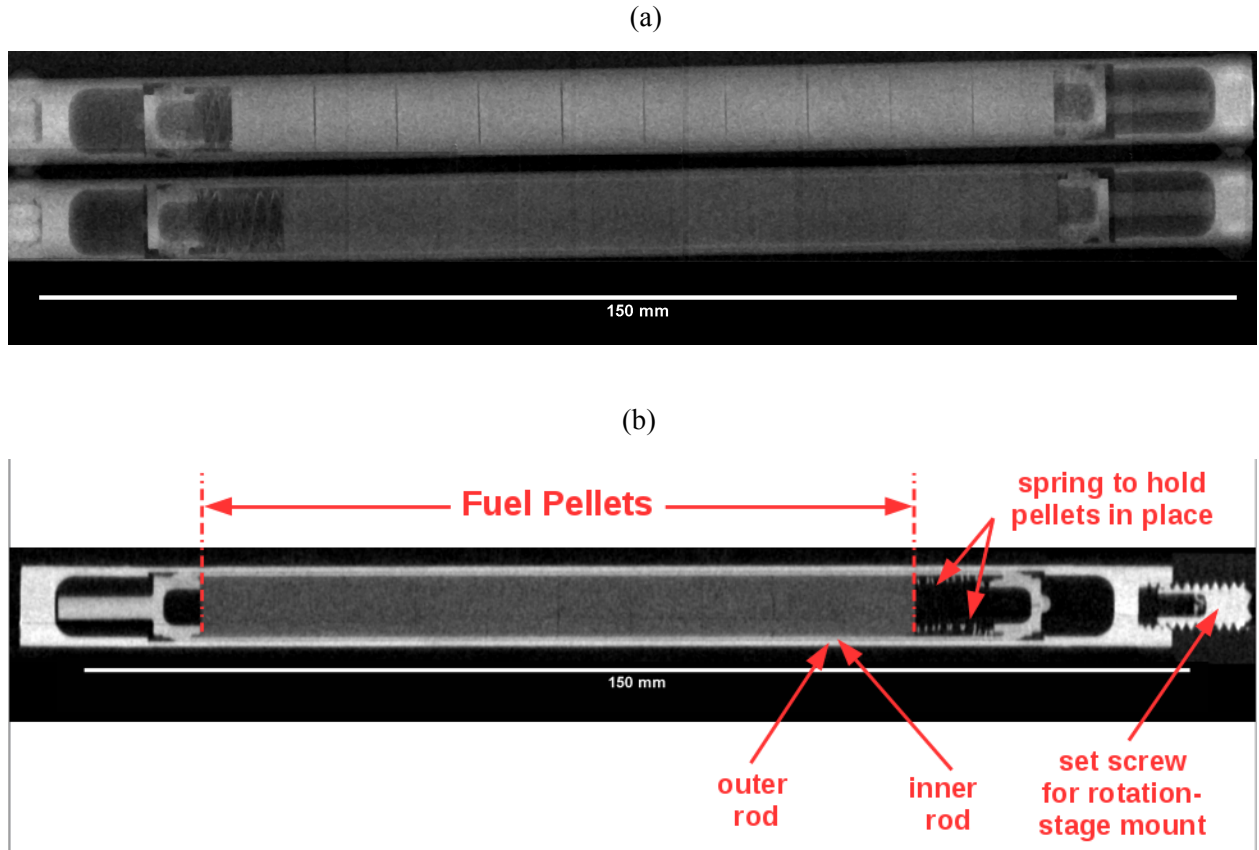 (a)
150 mm
(b)
Fuel Pellets
spring to hold
pellets in place
150 mm
outer
rod
inner
rod
set screw
for rotation-
stage mount